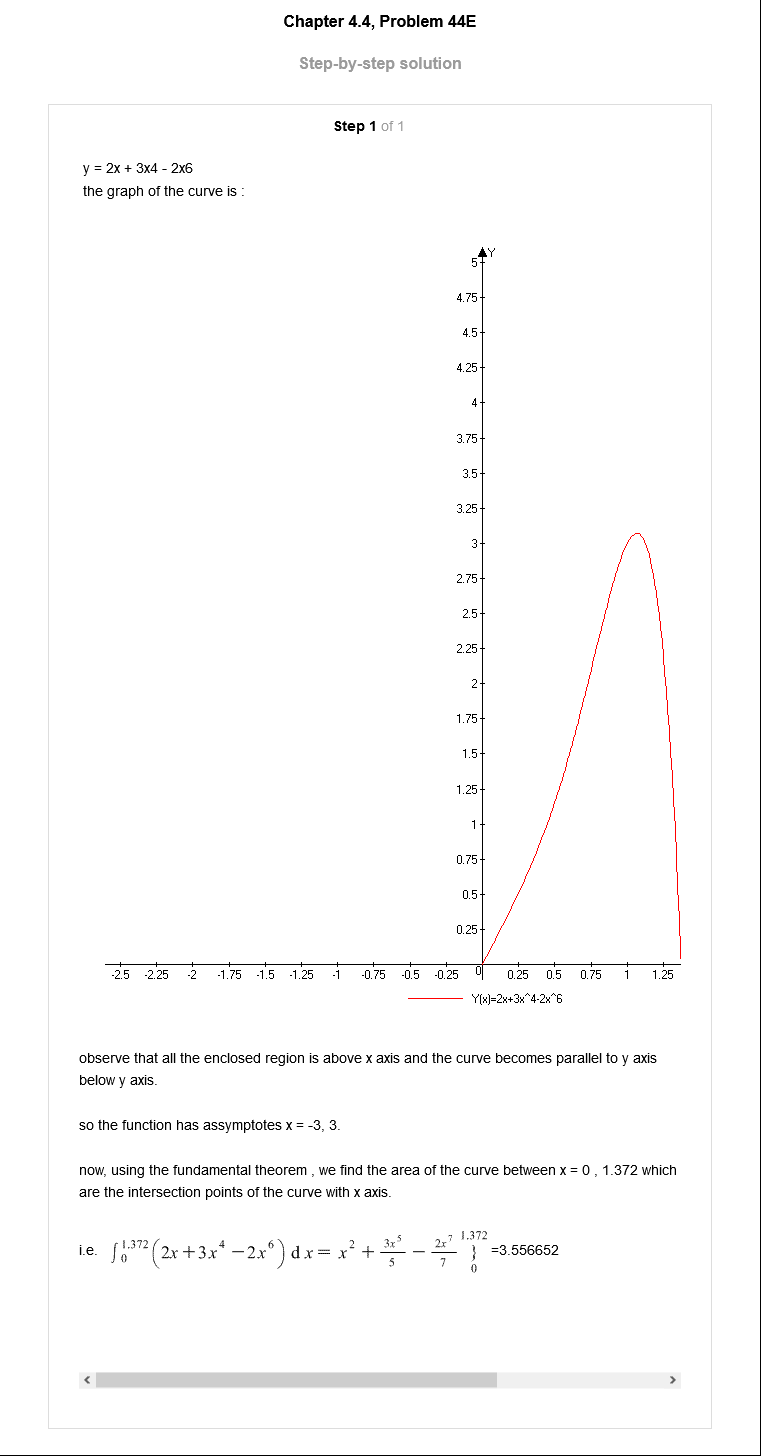 Chapter 4.4, Problem 44E
Step-by-step solution
Step 1 of 1
y = 2x + 3x4 - 2x6
the graph of the curve is :
Y
5
4.75
4.5
4.25
4
3.75
3.5
3.25
3
2.75
2.5
2.25
2
1.75
1.5
1.25
1
0.75
0.5
0.25
-2.5 -2.25 -2 -1.75 -1.5 -1.25 -1 -0.75 -0.5 -0.25 0 0.25 0.5 0.75 1 1.25
Y(x)=2x+3x^4-2x^6
observe that all the enclosed region is above x axis and the curve becomes parallel to y axis
below y axis.
so the function has assymptotes x = -3, 3.
now, using the fundamental theorem , we find the area of the curve between x = 0 , 1.372 which
are the intersection points of the curve with x axis.
i.e. ∫₀^1.372 (2x + 3x⁴ − 2x⁶) d x = x² + 3x⁵/5 − 2x⁷/7 }₀^1.372 =3.556652